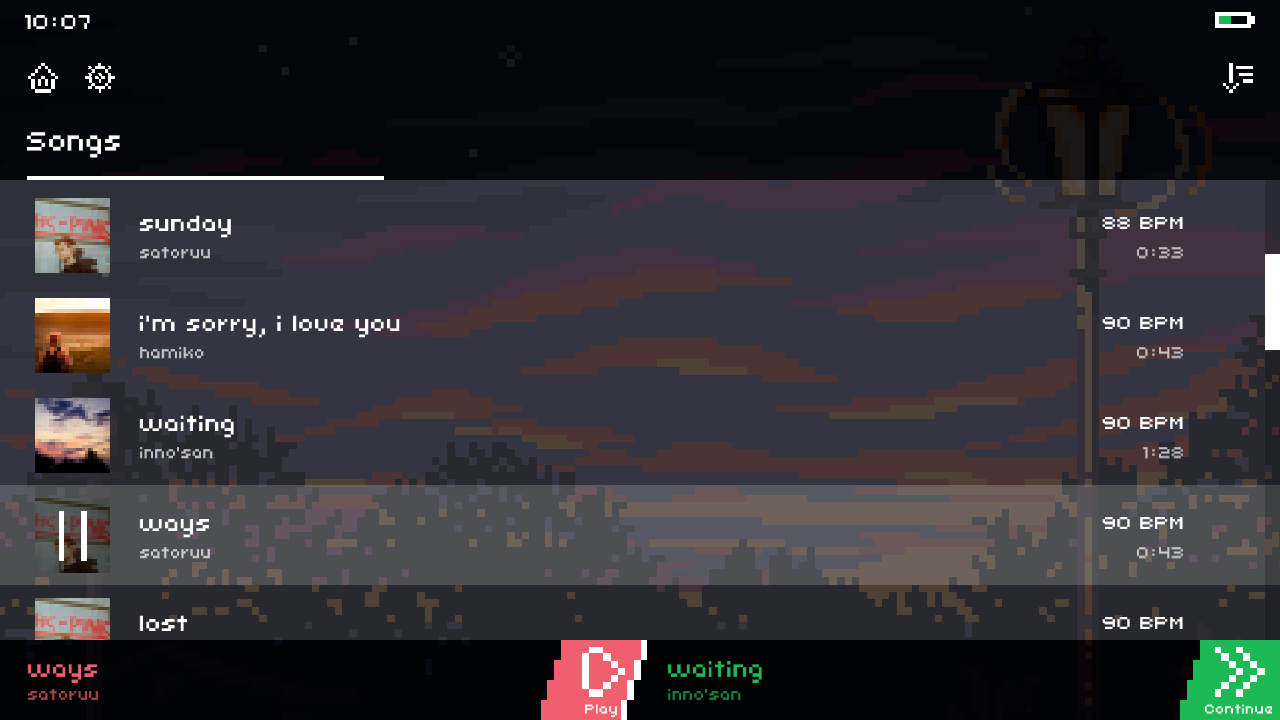 10:07
Songs
sunday
satoruu
88 BPM
0:33
i'm sorry, i love you
hamiko
90 BPM
0:43
waiting
inno'san
90 BPM
1:28
ways
satoruu
90 BPM
0:43
lost
90 BPM
ways
satoruu
Play
waiting
inno'san
Continue